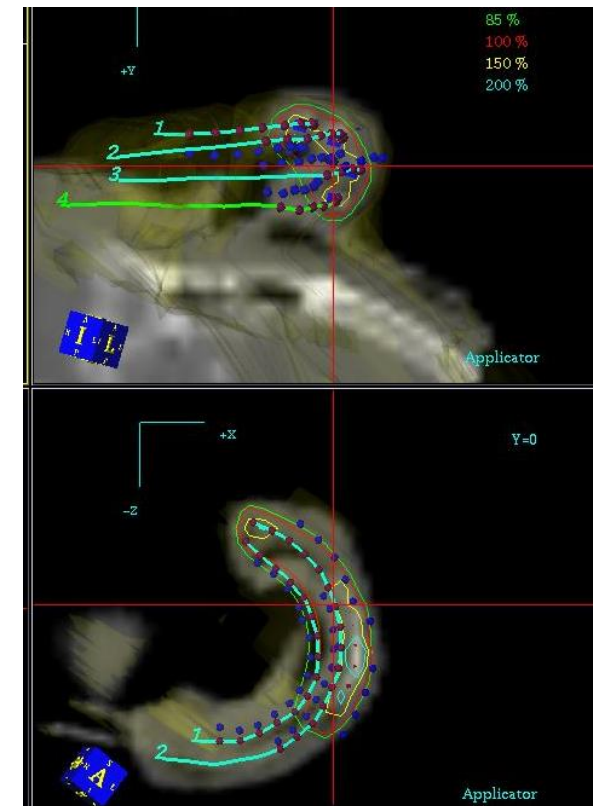 85 %
100 %
150 %
200 %
+Y
1
2
3
4
I L
Applicator
+X
Y=0
-Z
1
2
A
Applicator